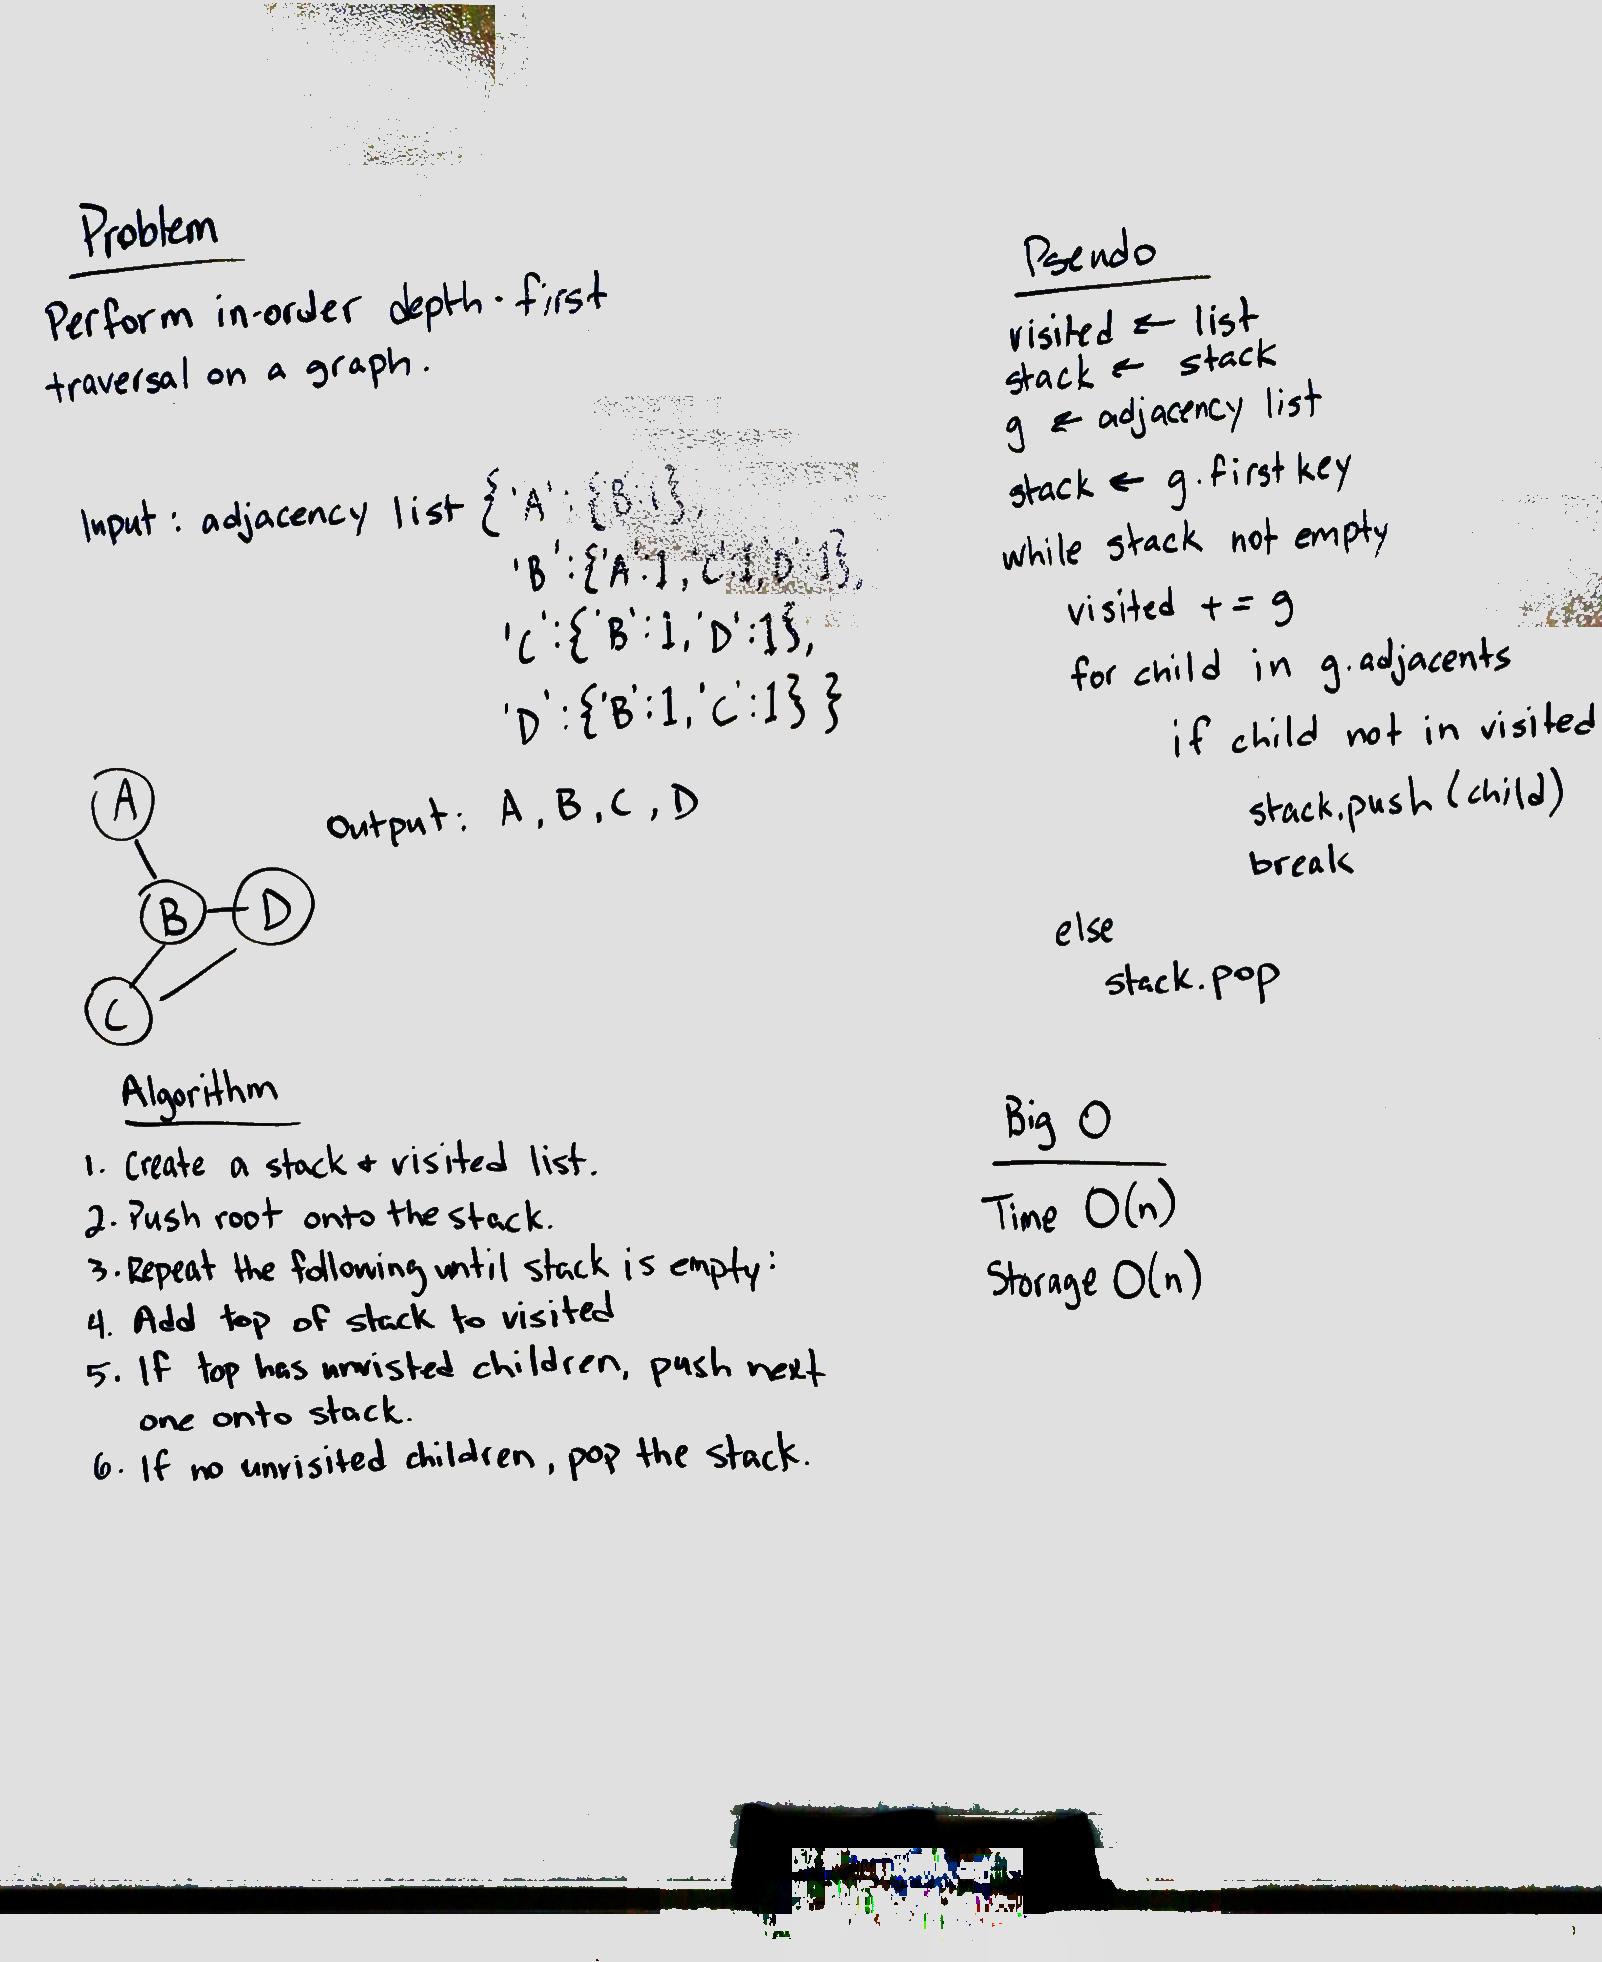 Problem
Perform in-order depth-first
traversal on a graph.
Input: adjacency list {'A': {B:1},
'B':{'A':1,'C':1,D':1},
'C':{'B':1,'D':1},
'D':{'B':1,'C':1} }
A
Output: A, B, C, D
B
D
C
Algorithm
1. Create a stack & visited list.
2. Push root onto the stack.
3. Repeat the following until stack is empty:
4. Add top of stack to visited
5. If top has unvisted children, push next
one onto stack.
6. If no unvisited children, pop the stack.
Psendo
visited ← list
stack ← stack
g ← adjacency list
stack ← g.first key
while stack not empty
visited += g
for child in g.adjacents
if child not in visited
stack.push(child)
break
else
stack.pop
Big O
Time O(n)
Storage O(n)